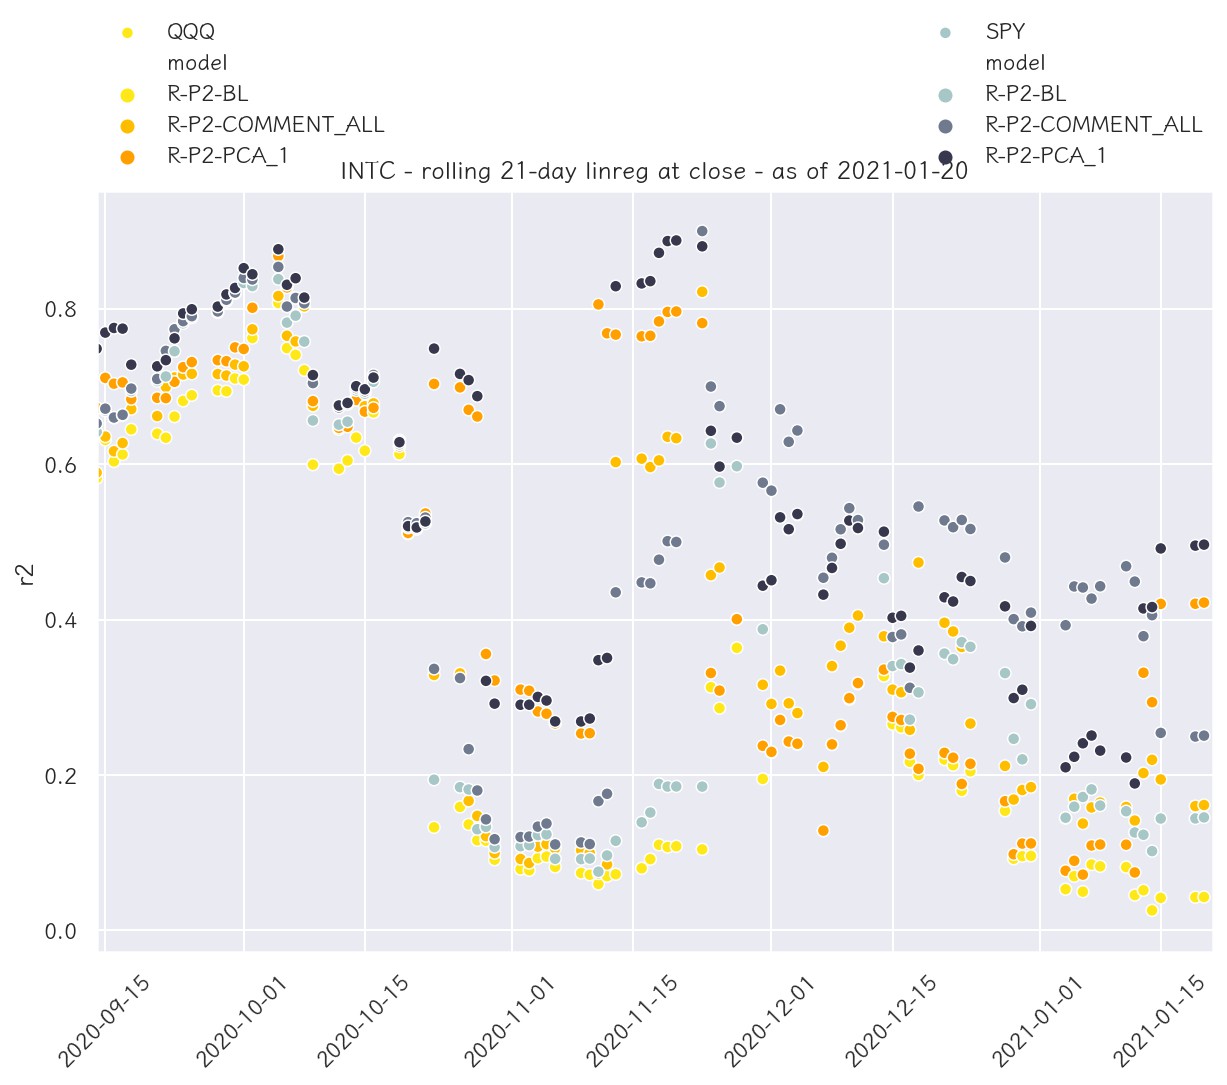 QQQ
model
R-P2-BL
R-P2-COMMENT_ALL
R-P2-PCA_1
SPY
model
R-P2-BL
R-P2-COMMENT_ALL
R-P2-PCA_1
INTC - rolling 21-day linreg at close - as of 2021-01-20
r2
0.8
0.6
0.4
0.2
0.0
2020-09-15
2020-10-01
2020-10-15
2020-11-01
2020-11-15
2020-12-01
2020-12-15
2021-01-01
2021-01-15